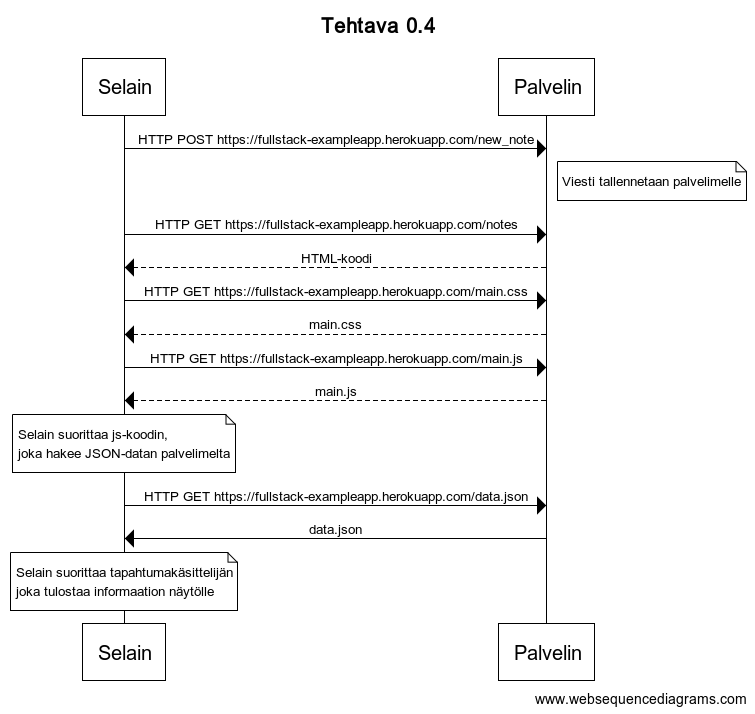 Tehtava 0.4
Selain
Palvelin
HTTP POST https://fullstack-exampleapp.herokuapp.com/new_note
Viesti tallennetaan palvelimelle
HTTP GET https://fullstack-exampleapp.herokuapp.com/notes
HTML-koodi
HTTP GET https://fullstack-exampleapp.herokuapp.com/main.css
main.css
HTTP GET https://fullstack-exampleapp.herokuapp.com/main.js
main.js
Selain suorittaa js-koodin,
joka hakee JSON-datan palvelimelta
HTTP GET https://fullstack-exampleapp.herokuapp.com/data.json
data.json
Selain suorittaa tapahtumakäsittelijän
joka tulostaa informaation näytölle
Selain
Palvelin
www.websequencediagrams.com